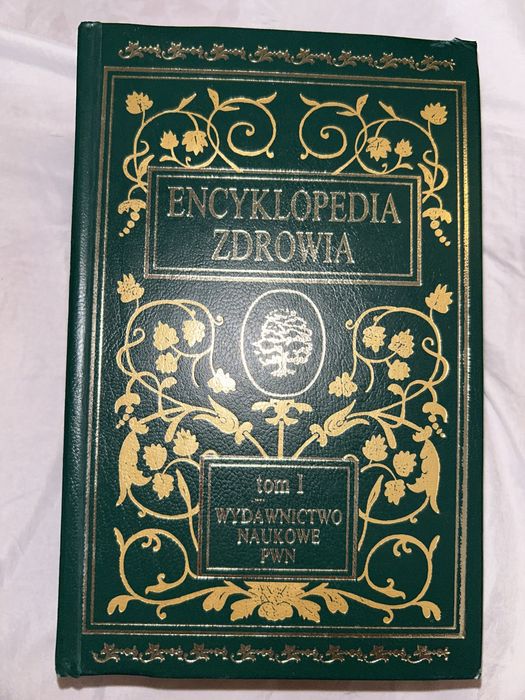 ENCYKLOPEDIA
ZDROWIA
tom I
WYDAWNICTWO
NAUKOWE
PWN